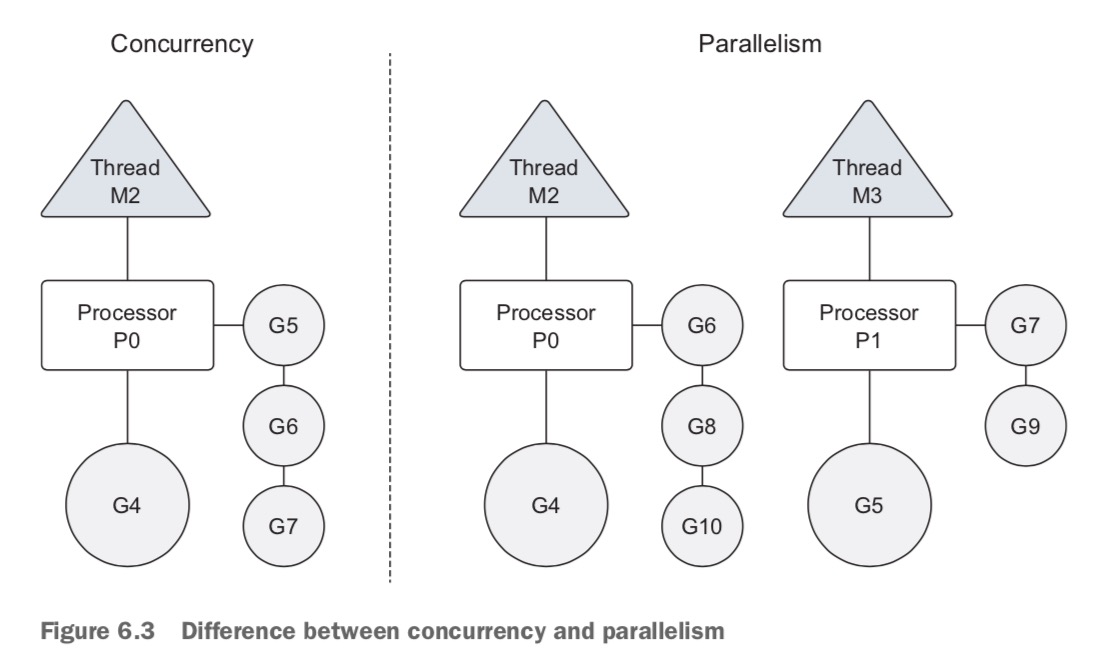 Concurrency
Thread
M2
Processor
P0
G5
G6
G7
G4
Parallelism
Thread
M2
Processor
P0
G6
G8
G10
G4
Thread
M3
Processor
P1
G7
G9
G5
Figure 6.3 Difference between concurrency and parallelism